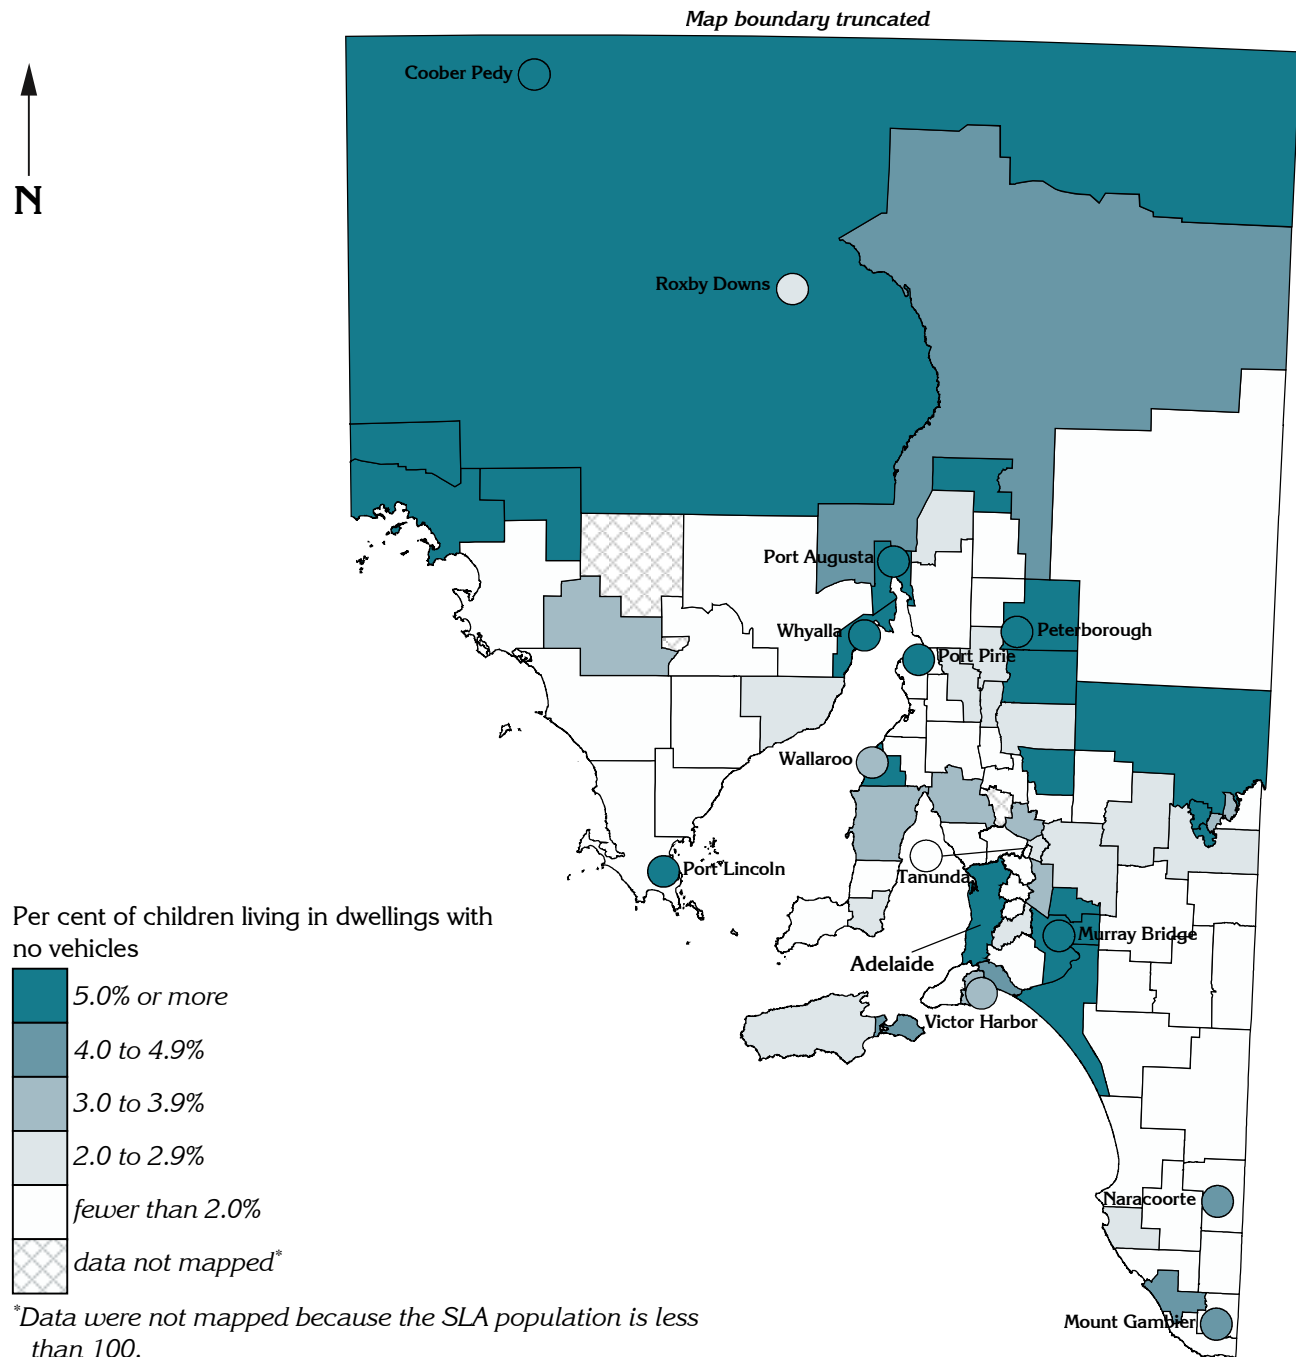 Map boundary truncated
Coober Pedy
N
Roxby Downs
Port Augusta
Whyalla
Peterborough
Port Pirie
Wallaroo
Port Lincoln
Tanunda
Murray Bridge
Adelaide
Victor Harbor
Naracoorte
Mount Gambier
Per cent of children living in dwellings with
no vehicles
5.0% or more
4.0 to 4.9%
3.0 to 3.9%
2.0 to 2.9%
fewer than 2.0%
data not mapped*
*Data were not mapped because the SLA population is less
than 100.